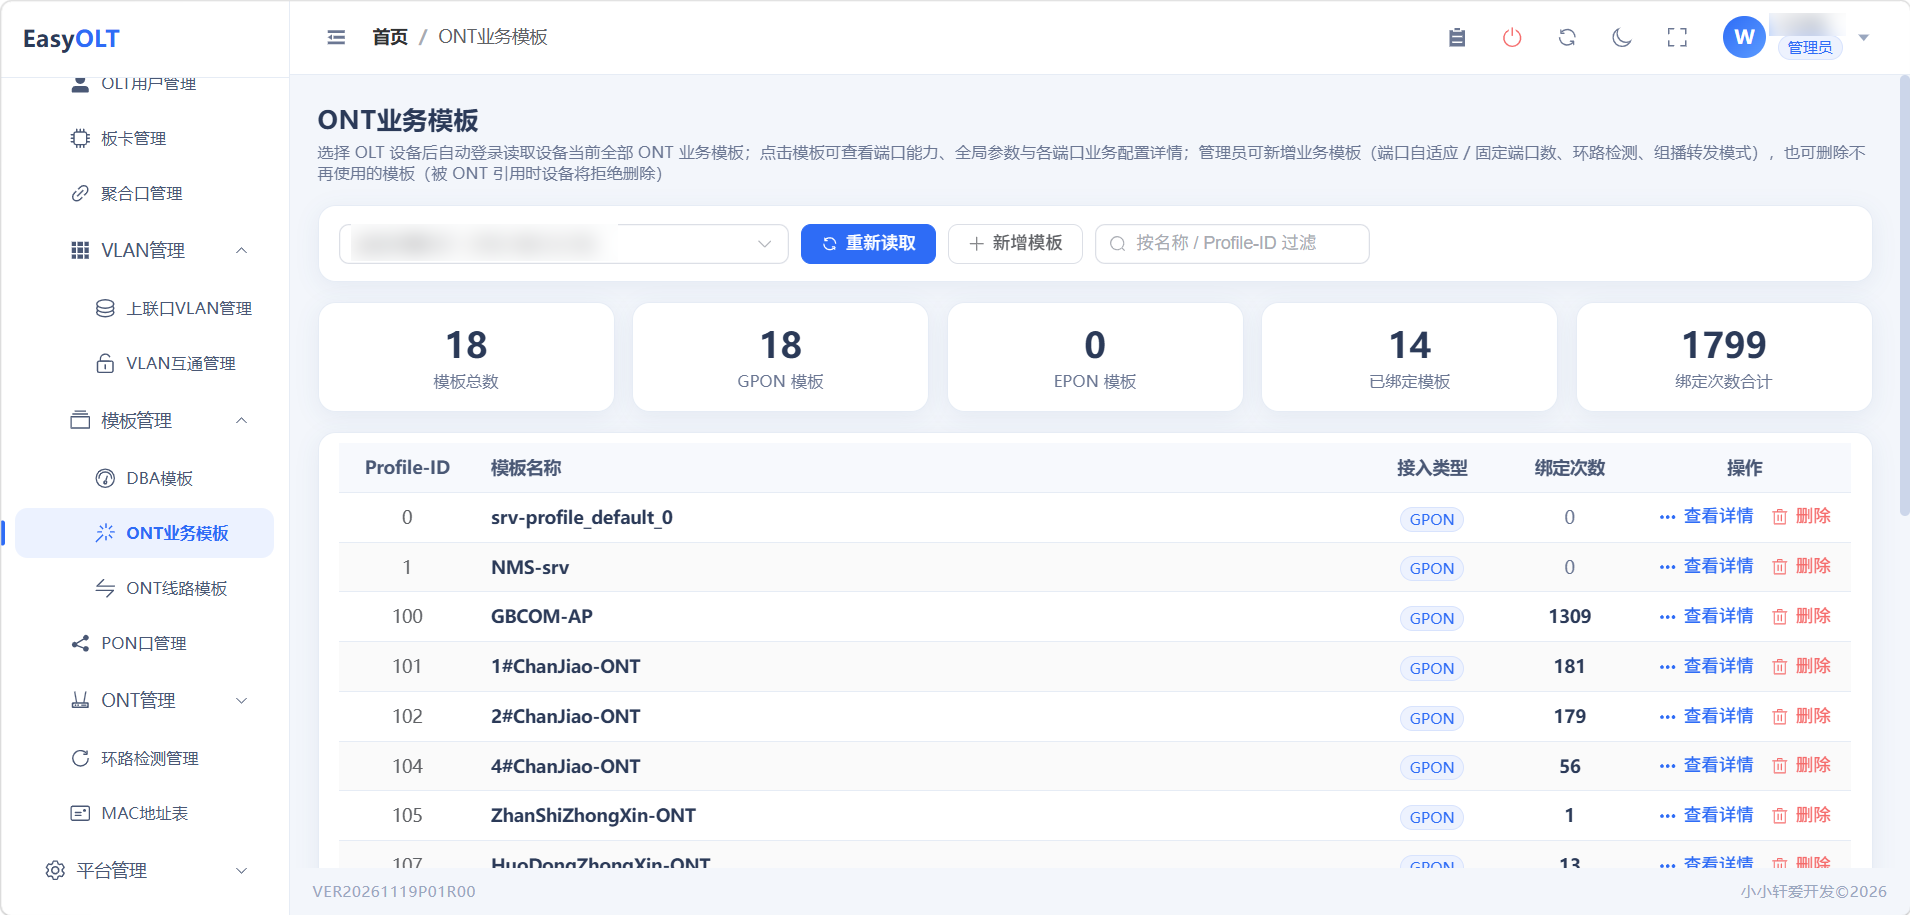 EasyOLT
首页 / ONT业务模板
W
管理员
OLT用户管理
板卡管理
聚合口管理
VLAN管理
上联口VLAN管理
VLAN互通管理
模板管理
DBA模板
ONT业务模板
ONT线路模板
PON口管理
ONT管理
环路检测管理
MAC地址表
平台管理
ONT业务模板
选择 OLT 设备后自动登录读取设备当前全部 ONT 业务模板；点击模板可查看端口能力、全局参数与各端口业务配置详情；管理员可新增业务模板（端口自适应 / 固定端口数、环路检测、组播转发模式），也可删除不
再使用的模板（被 ONT 引用时设备将拒绝删除）
重新读取 新增模板 按名称 / Profile-ID 过滤
18 18 0 14 1799
模板总数 GPON 模板 EPON 模板 已绑定模板 绑定次数合计
Profile-ID 模板名称 接入类型 绑定次数 操作
0 srv-profile_default_0 GPON 0 查看详情 删除
1 NMS-srv GPON 0 查看详情 删除
100 GBCOM-AP GPON 1309 查看详情 删除
101 1#ChanJiao-ONT GPON 181 查看详情 删除
102 2#ChanJiao-ONT GPON 179 查看详情 删除
104 4#ChanJiao-ONT GPON 56 查看详情 删除
105 ZhanShiZhongXin-ONT GPON 1 查看详情 删除
107 HuoDongZhongXin-ONT GPON 13 查看详情 删除
VER20261119P01R00
小小轩爱开发©2026